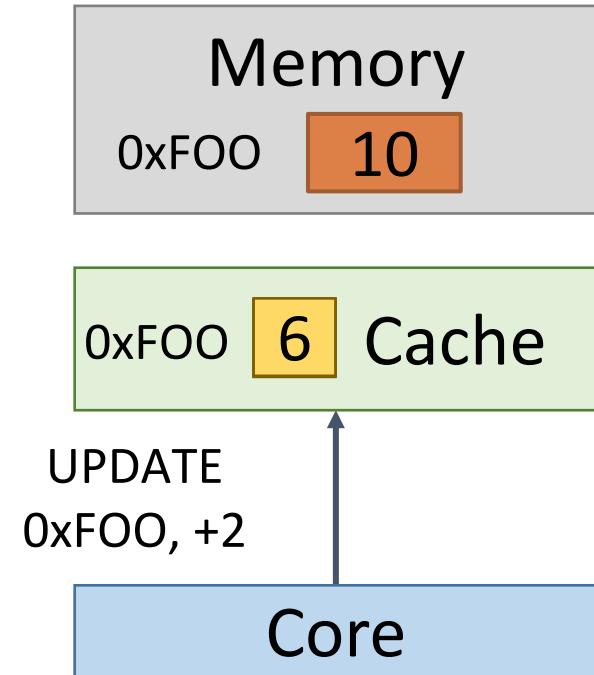 Memory
0xFOO 10
0xFOO 6 Cache
UPDATE
0xFOO, +2
Core